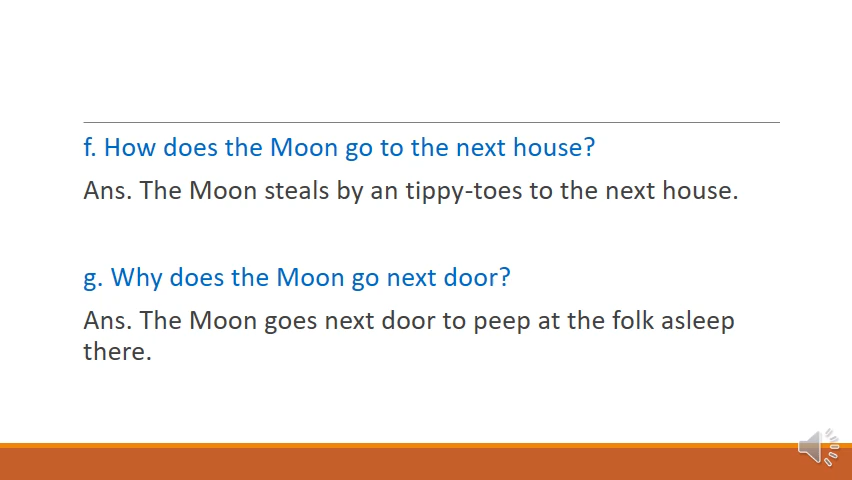 f. How does the Moon go to the next house?
Ans. The Moon steals by an tippy-toes to the next house.
g. Why does the Moon go next door?
Ans. The Moon goes next door to peep at the folk asleep
there.